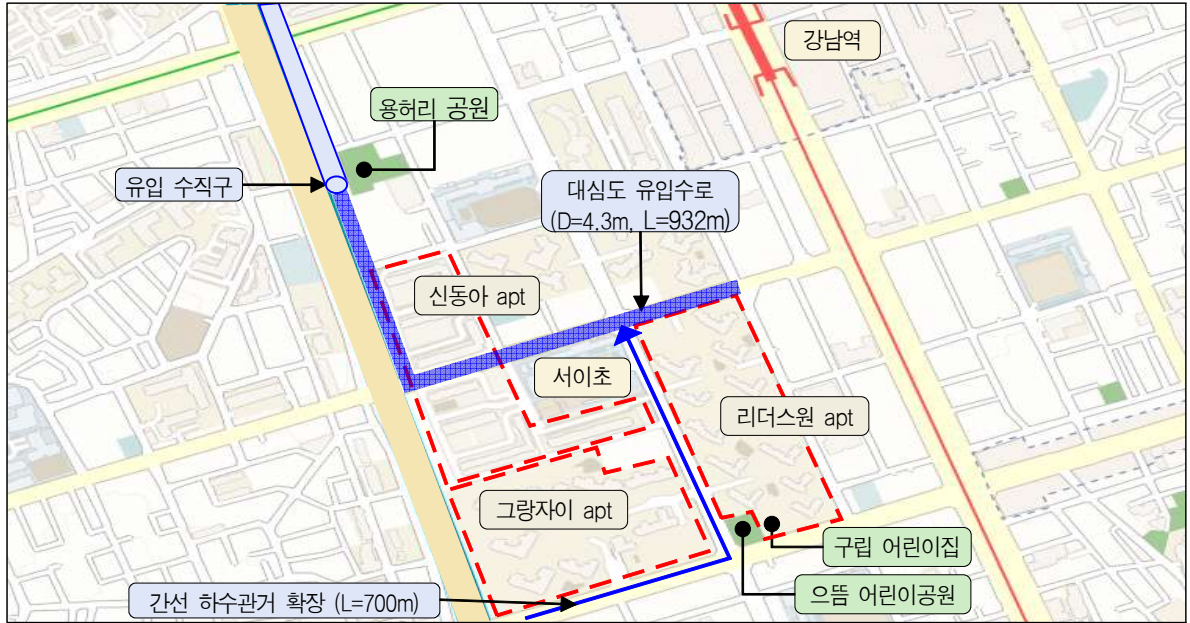 강남역
용허리 공원
유입 수직구
대심도 유입수로
(D=4.3m, L=932m)
신동아 apt
서이초
리더스원 apt
그랑자이 apt
구립 어린이집
간선 하수관거 확장 (L=700m)
으뜸 어린이공원